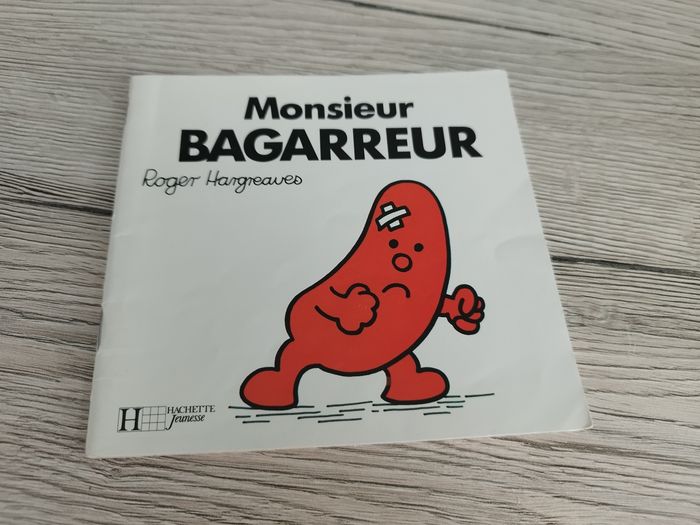 Monsieur
BAGARREUR
Roger Hargreaves
H HACHETTE
Jeunesse